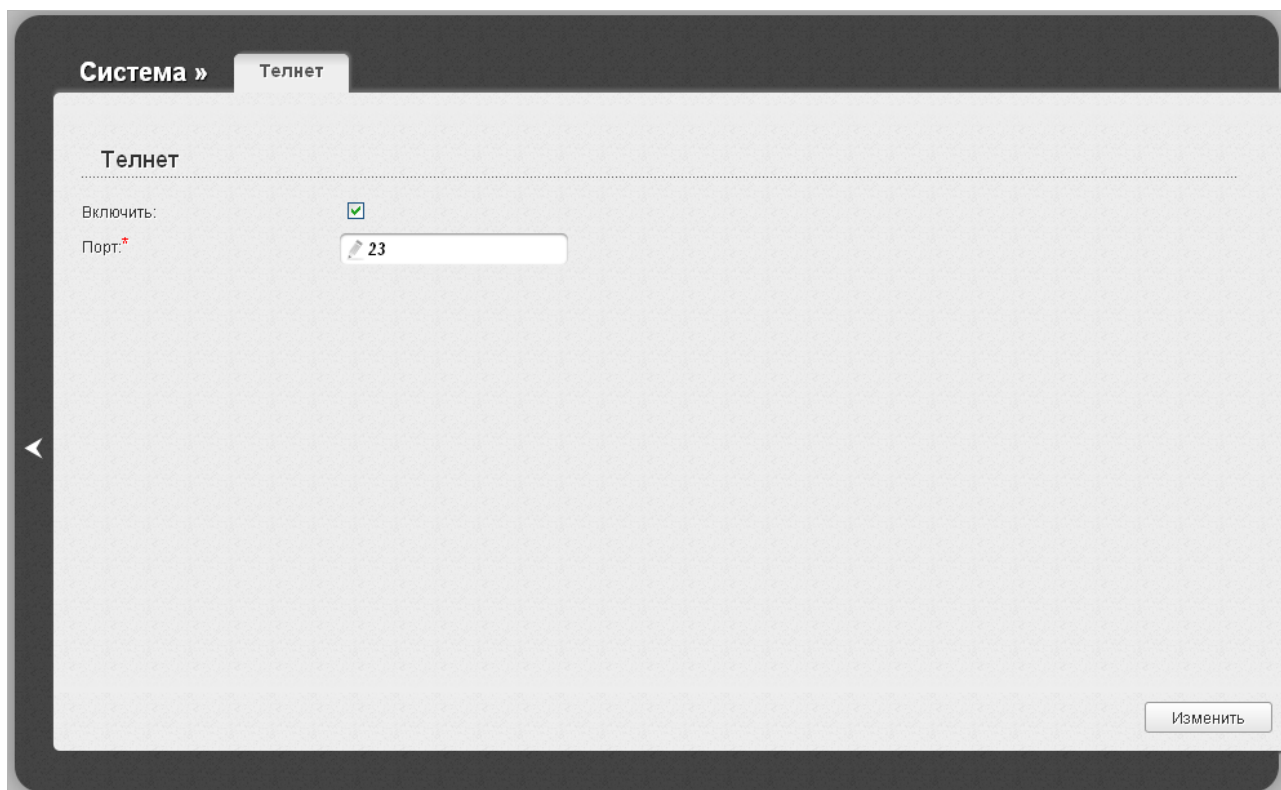 Система »
Телнет
Телнет
Включить:
Порт:*
23
Изменить